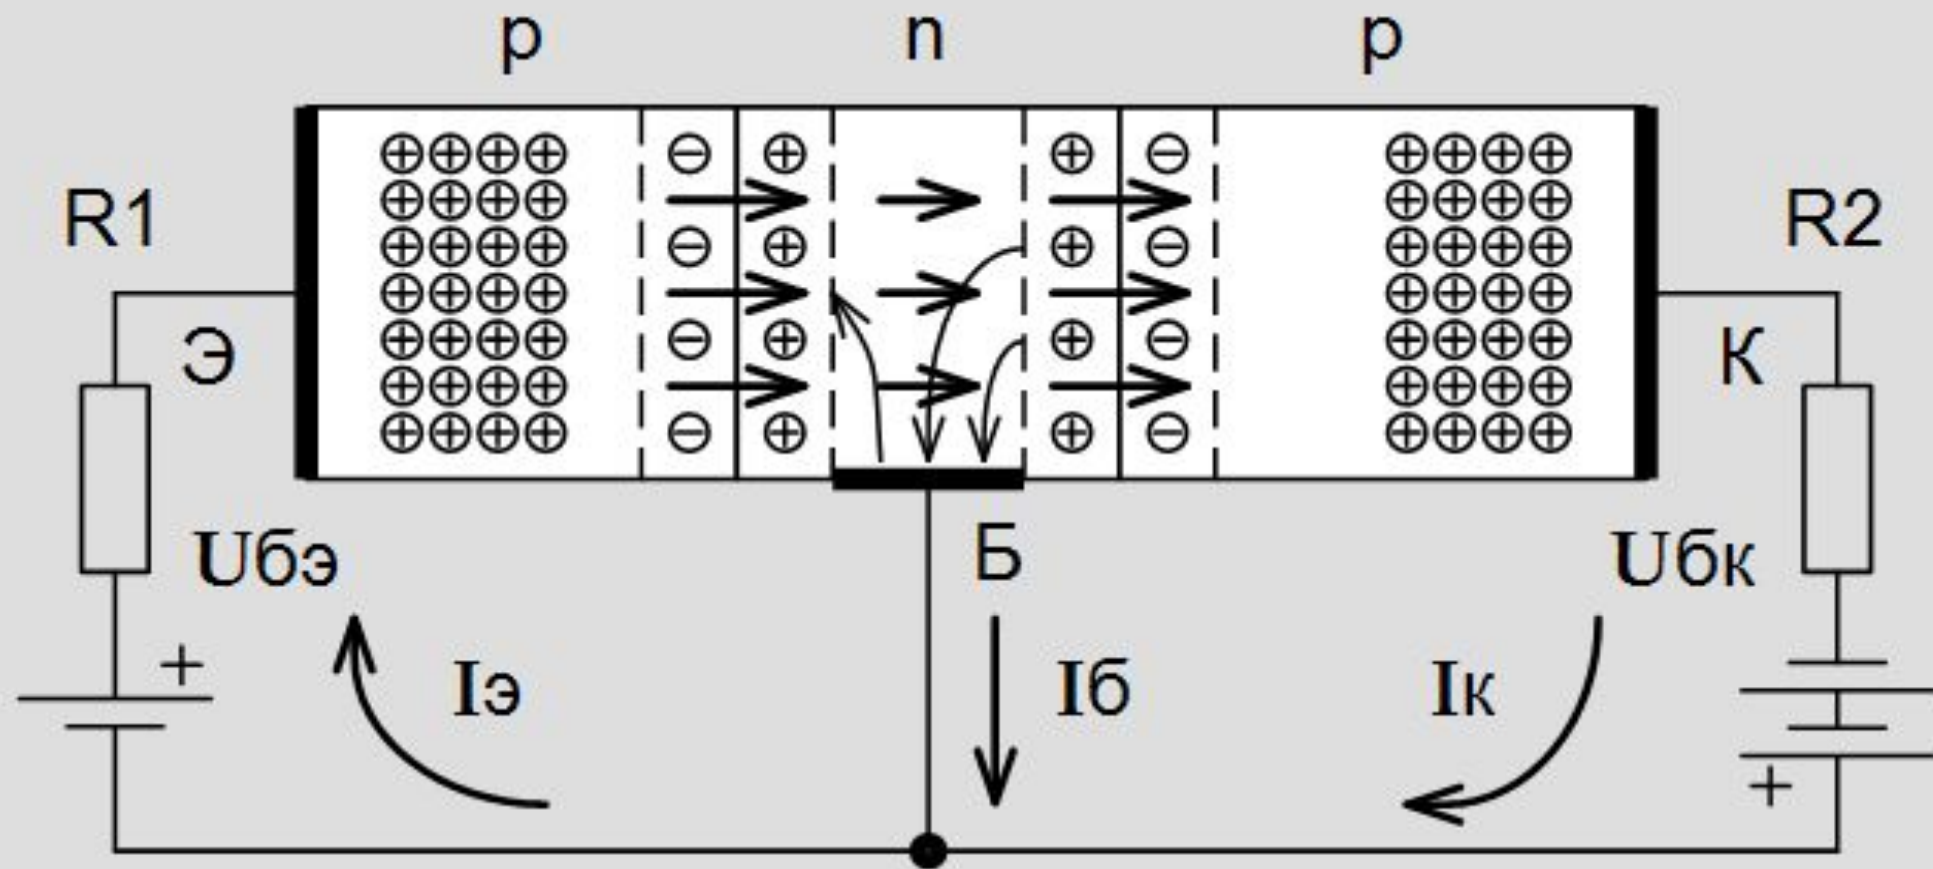 p n p
R1 R2
Э К
Uбэ Б Uбк
+
Iэ Iб Iк
+